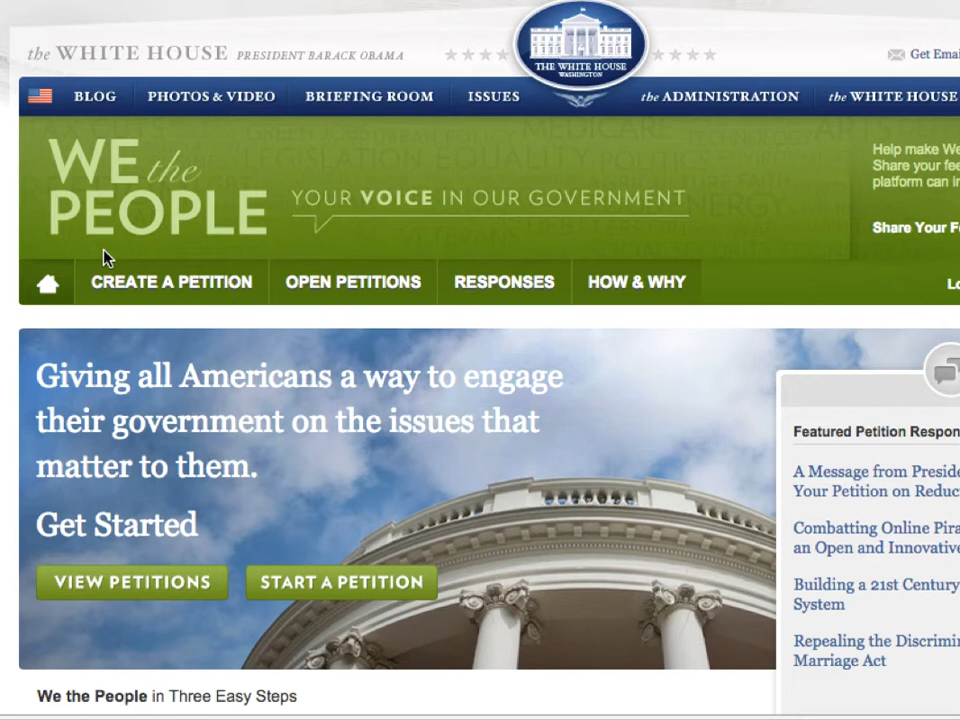 the WHITE HOUSE PRESIDENT BARACK OBAMA
THE WHITE HOUSE
WASHINGTON
Get Emai
BLOG PHOTOS & VIDEO BRIEFING ROOM ISSUES the ADMINISTRATION the WHITE HOUSE
WE the
PEOPLE
YOUR VOICE IN OUR GOVERNMENT
Help make We
Share your fee
platform can in
Share Your Fe
CREATE A PETITION OPEN PETITIONS RESPONSES HOW & WHY Lo
Giving all Americans a way to engage
their government on the issues that
matter to them.
Get Started
VIEW PETITIONS START A PETITION
Featured Petition Respon
A Message from Preside
Your Petition on Reduc
Combatting Online Pira
an Open and Innovative
Building a 21st Century
System
Repealing the Discrimin
Marriage Act
We the People in Three Easy Steps